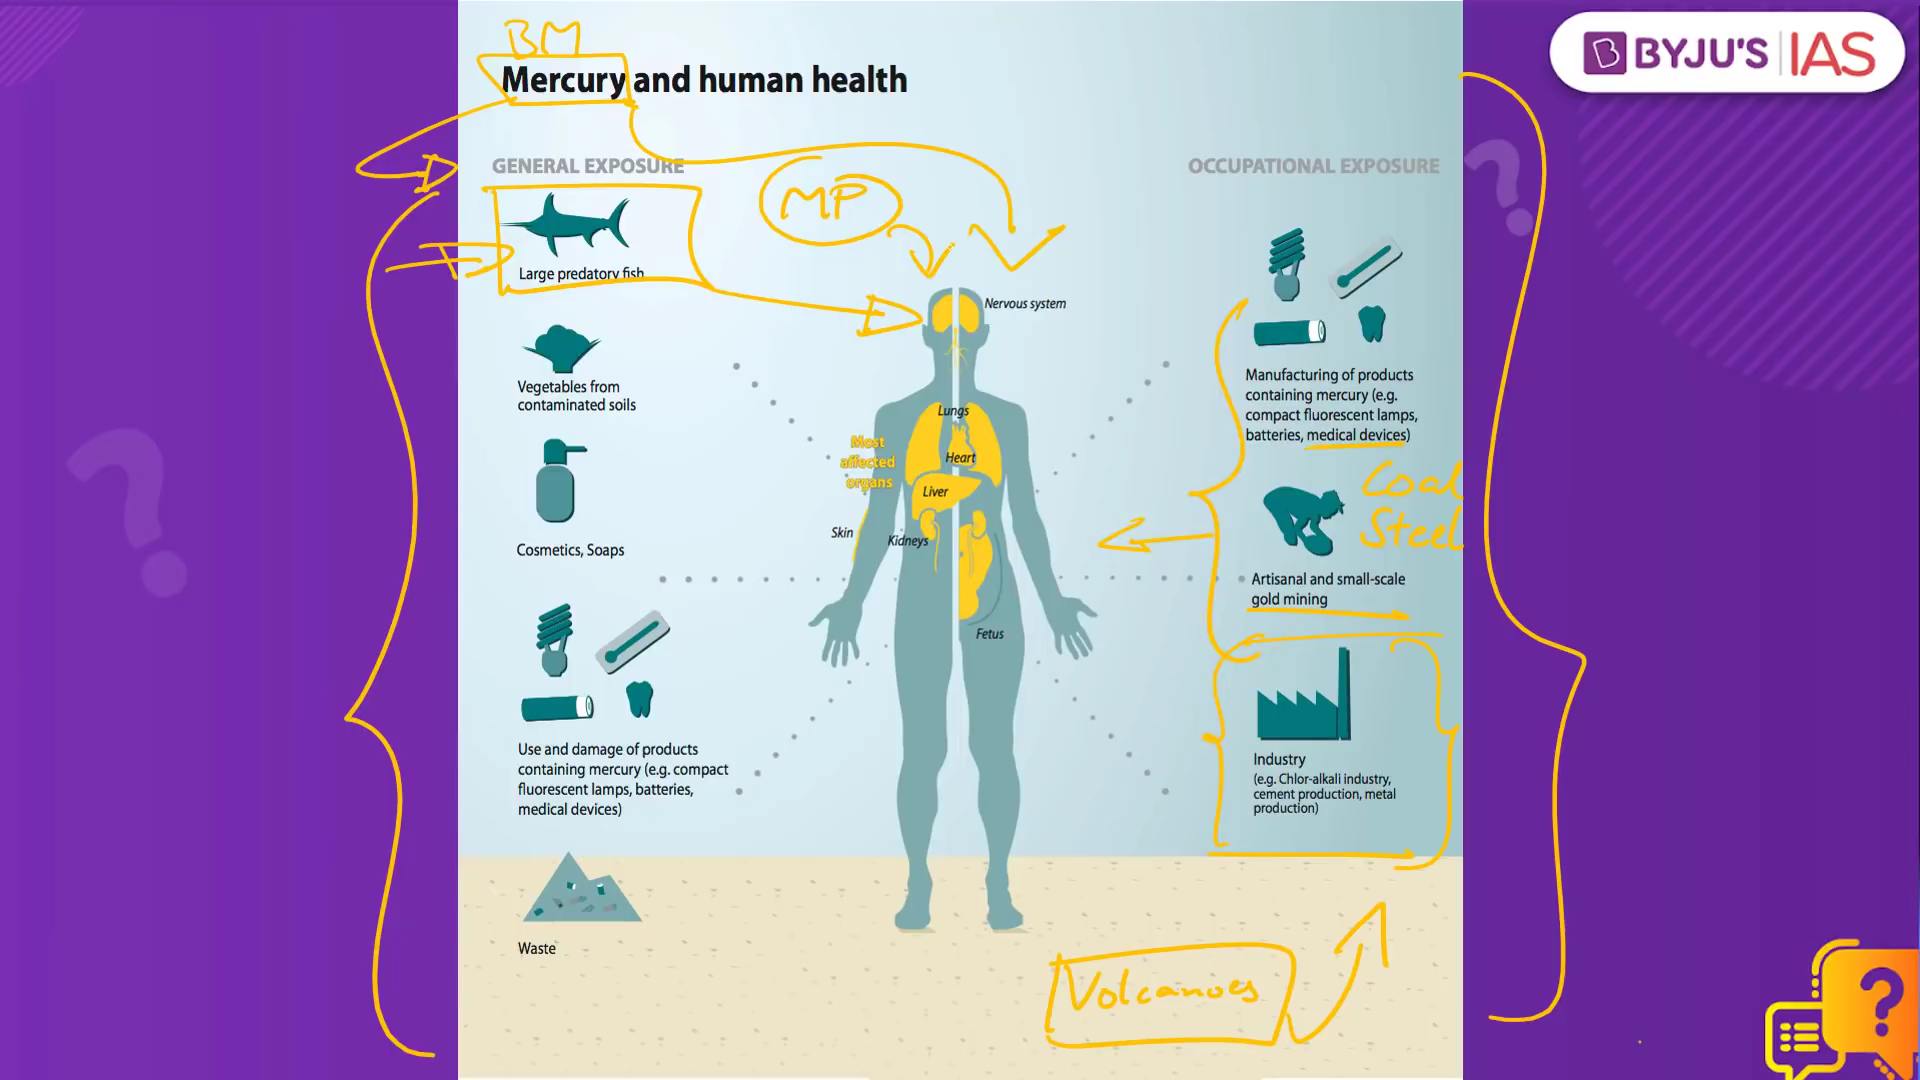 BYJU'S IAS
BM
Mercury and human health
GENERAL EXPOSURE
OCCUPATIONAL EXPOSURE
MP
Large predatory fish
Nervous system
Vegetables from
contaminated soils
Manufacturing of products
containing mercury (e.g.
compact fluorescent lamps,
batteries, medical devices)
Lungs
Most
affected
organs
Heart
Liver
Skin
Kidneys
Cosmetics, Soaps
Coal
Steel
Artisanal and small-scale
gold mining
Fetus
Use and damage of products
containing mercury (e.g. compact
fluorescent lamps, batteries,
medical devices)
Industry
(e.g. Chlor-alkali industry,
cement production, metal
production)
Waste
Volcanoes